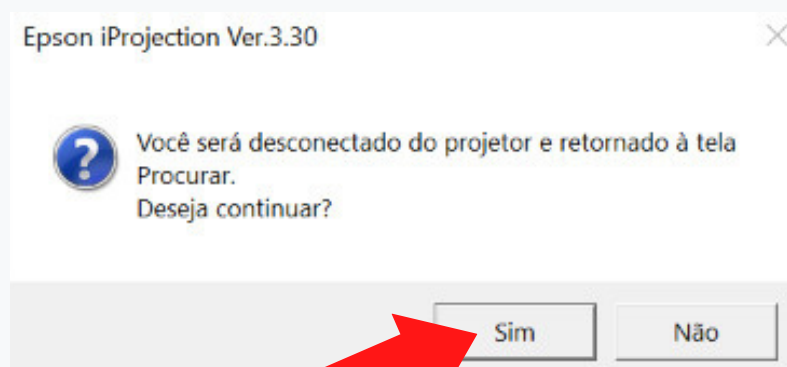 Epson iProjection Ver.3.30
Você será desconectado do projetor e retornado à tela
Procurar.
Deseja continuar?
Sim
Não